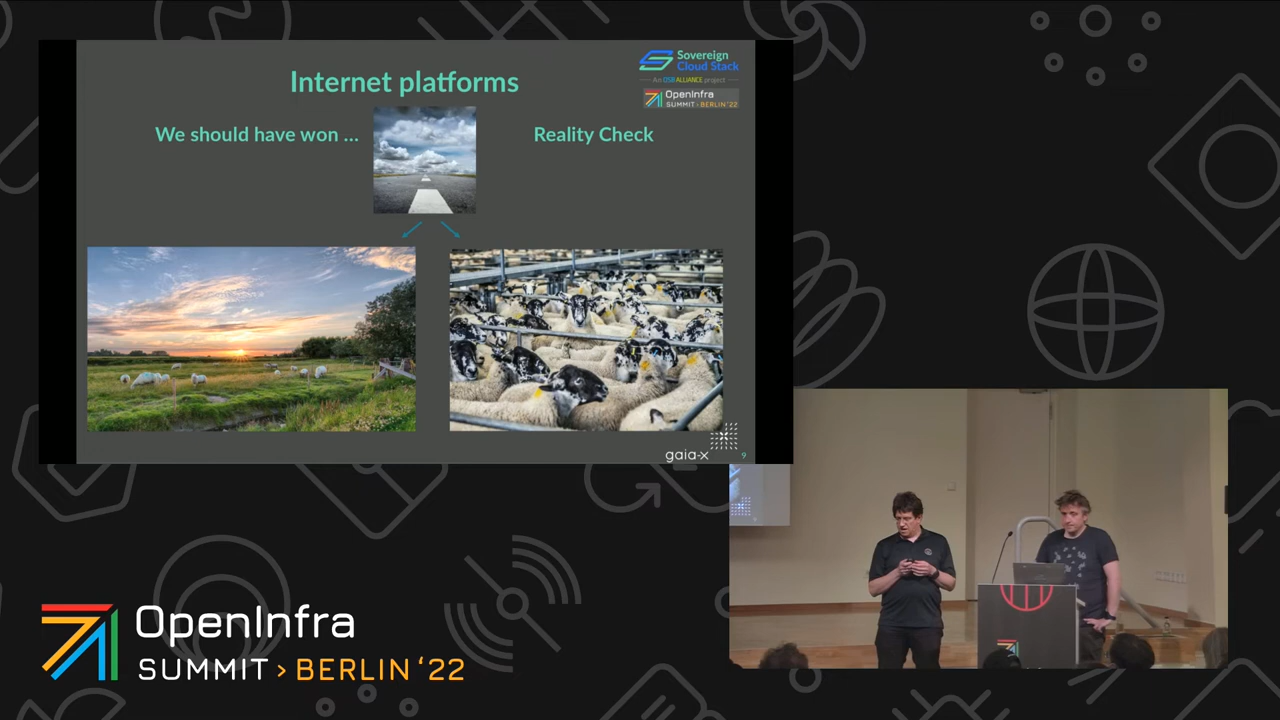 Internet platforms
Sovereign
Cloud Stack
An OSB ALLIANCE project
OpenInfra
SUMMIT › BERLIN '22
We should have won ...
Reality Check
gaia-x
9
OpenInfra
SUMMIT › BERLIN ‘22